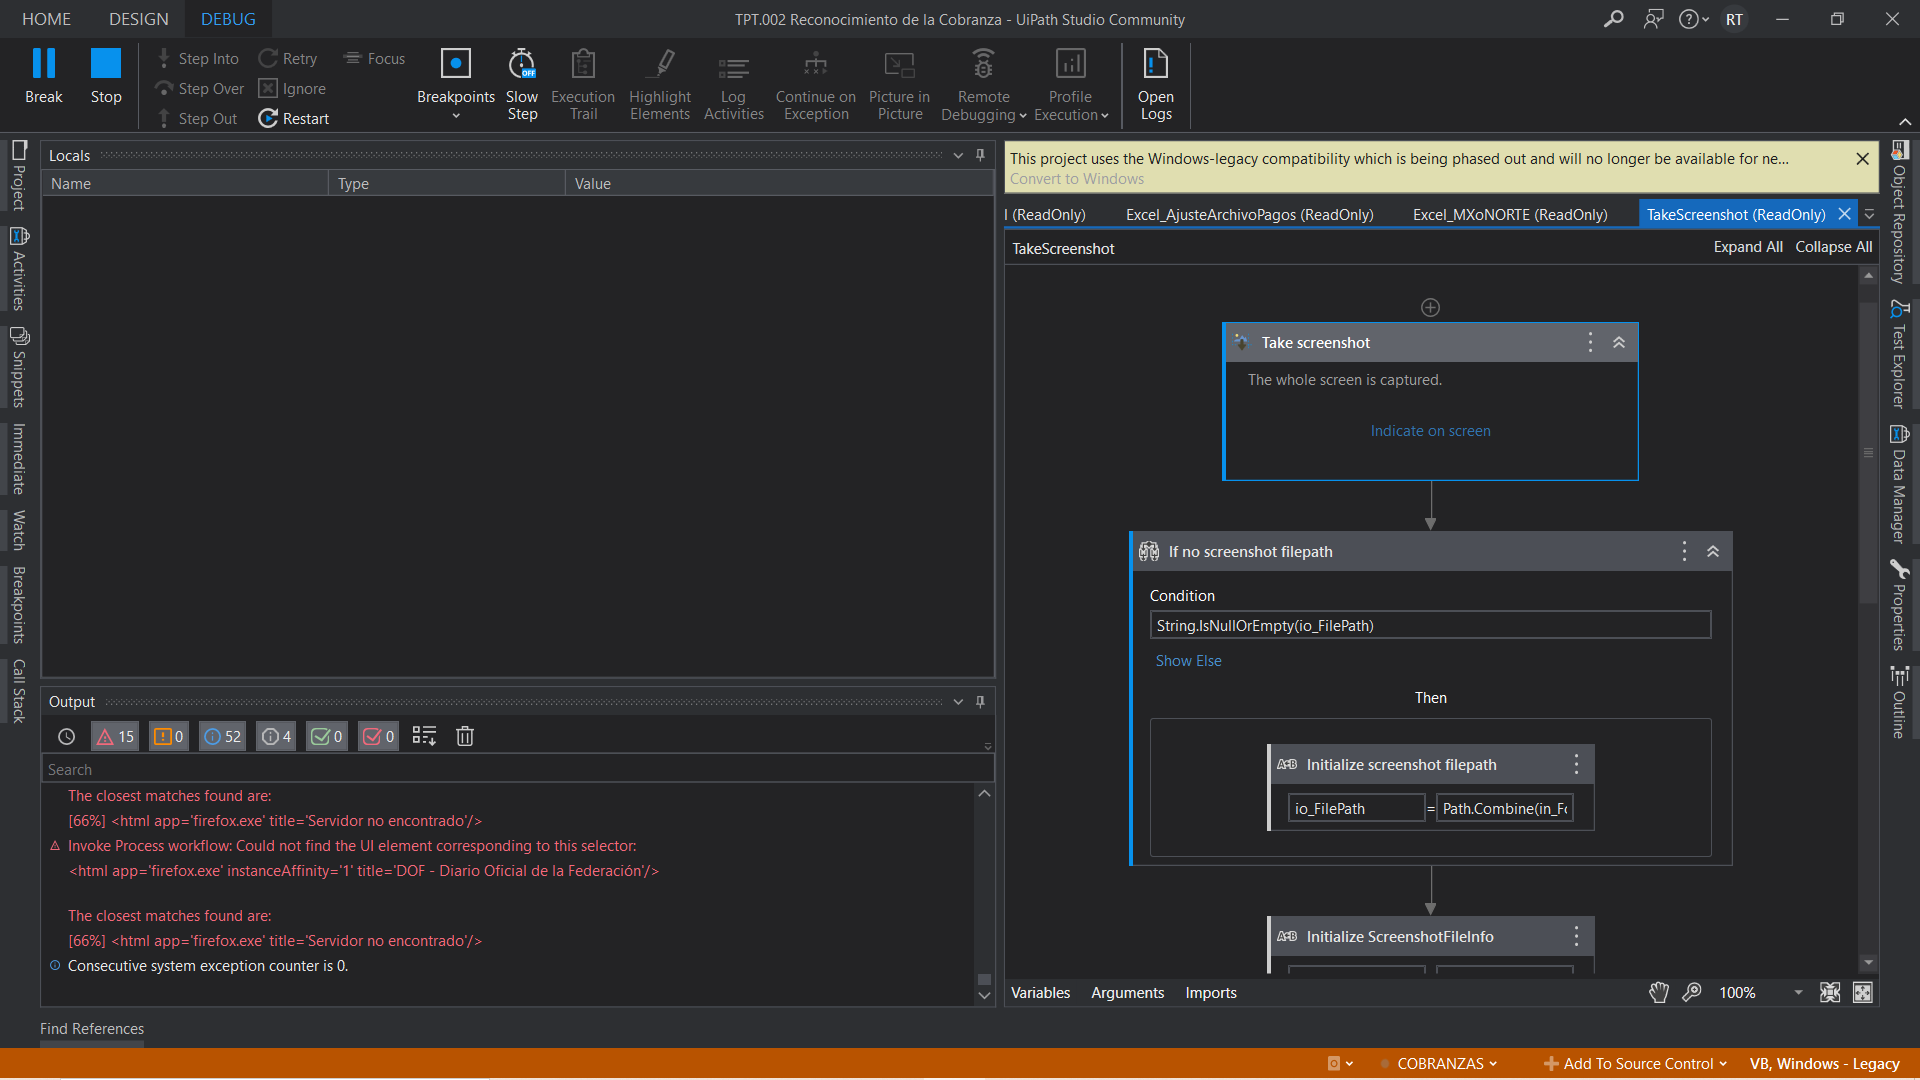 HOME DESIGN DEBUG
TPT.002 Reconocimiento de la Cobranza - UiPath Studio Community
RT
Break
Stop
Step Into
Step Over
Step Out
Retry
Ignore
Restart
Focus
Breakpoints
Slow Step
OFF
Execution Trail
Highlight Elements
Log Activities
Continue on Exception
Picture in Picture
Remote Debugging
Profile Execution
Open Logs
Project
Activities
Snippets
Immediate
Watch
Breakpoints
Call Stack
Locals
Name Type Value
Output
15 0 52 4 0 0
Search
The closest matches found are:
[66%] <html app='firefox.exe' title='Servidor no encontrado'/>
Invoke Process workflow: Could not find the UI element corresponding to this selector:
<html app='firefox.exe' instanceAffinity='1' title='DOF - Diario Oficial de la Federación'/>
The closest matches found are:
[66%] <html app='firefox.exe' title='Servidor no encontrado'/>
Consecutive system exception counter is 0.
Find References
This project uses the Windows-legacy compatibility which is being phased out and will no longer be available for ne...
Convert to Windows
l (ReadOnly) Excel_AjusteArchivoPagos (ReadOnly) Excel_MXoNORTE (ReadOnly) TakeScreenshot (ReadOnly)
TakeScreenshot
Expand All Collapse All
Take screenshot
The whole screen is captured.
Indicate on screen
If no screenshot filepath
Condition
String.IsNullOrEmpty(io_FilePath)
Show Else
Then
A=B Initialize screenshot filepath
io_FilePath = Path.Combine(in_Fo
A=B Initialize ScreenshotFileInfo
Variables Arguments Imports
100%
Object Repository
Test Explorer
Data Manager
Properties
Outline
COBRANZAS
Add To Source Control
VB, Windows - Legacy